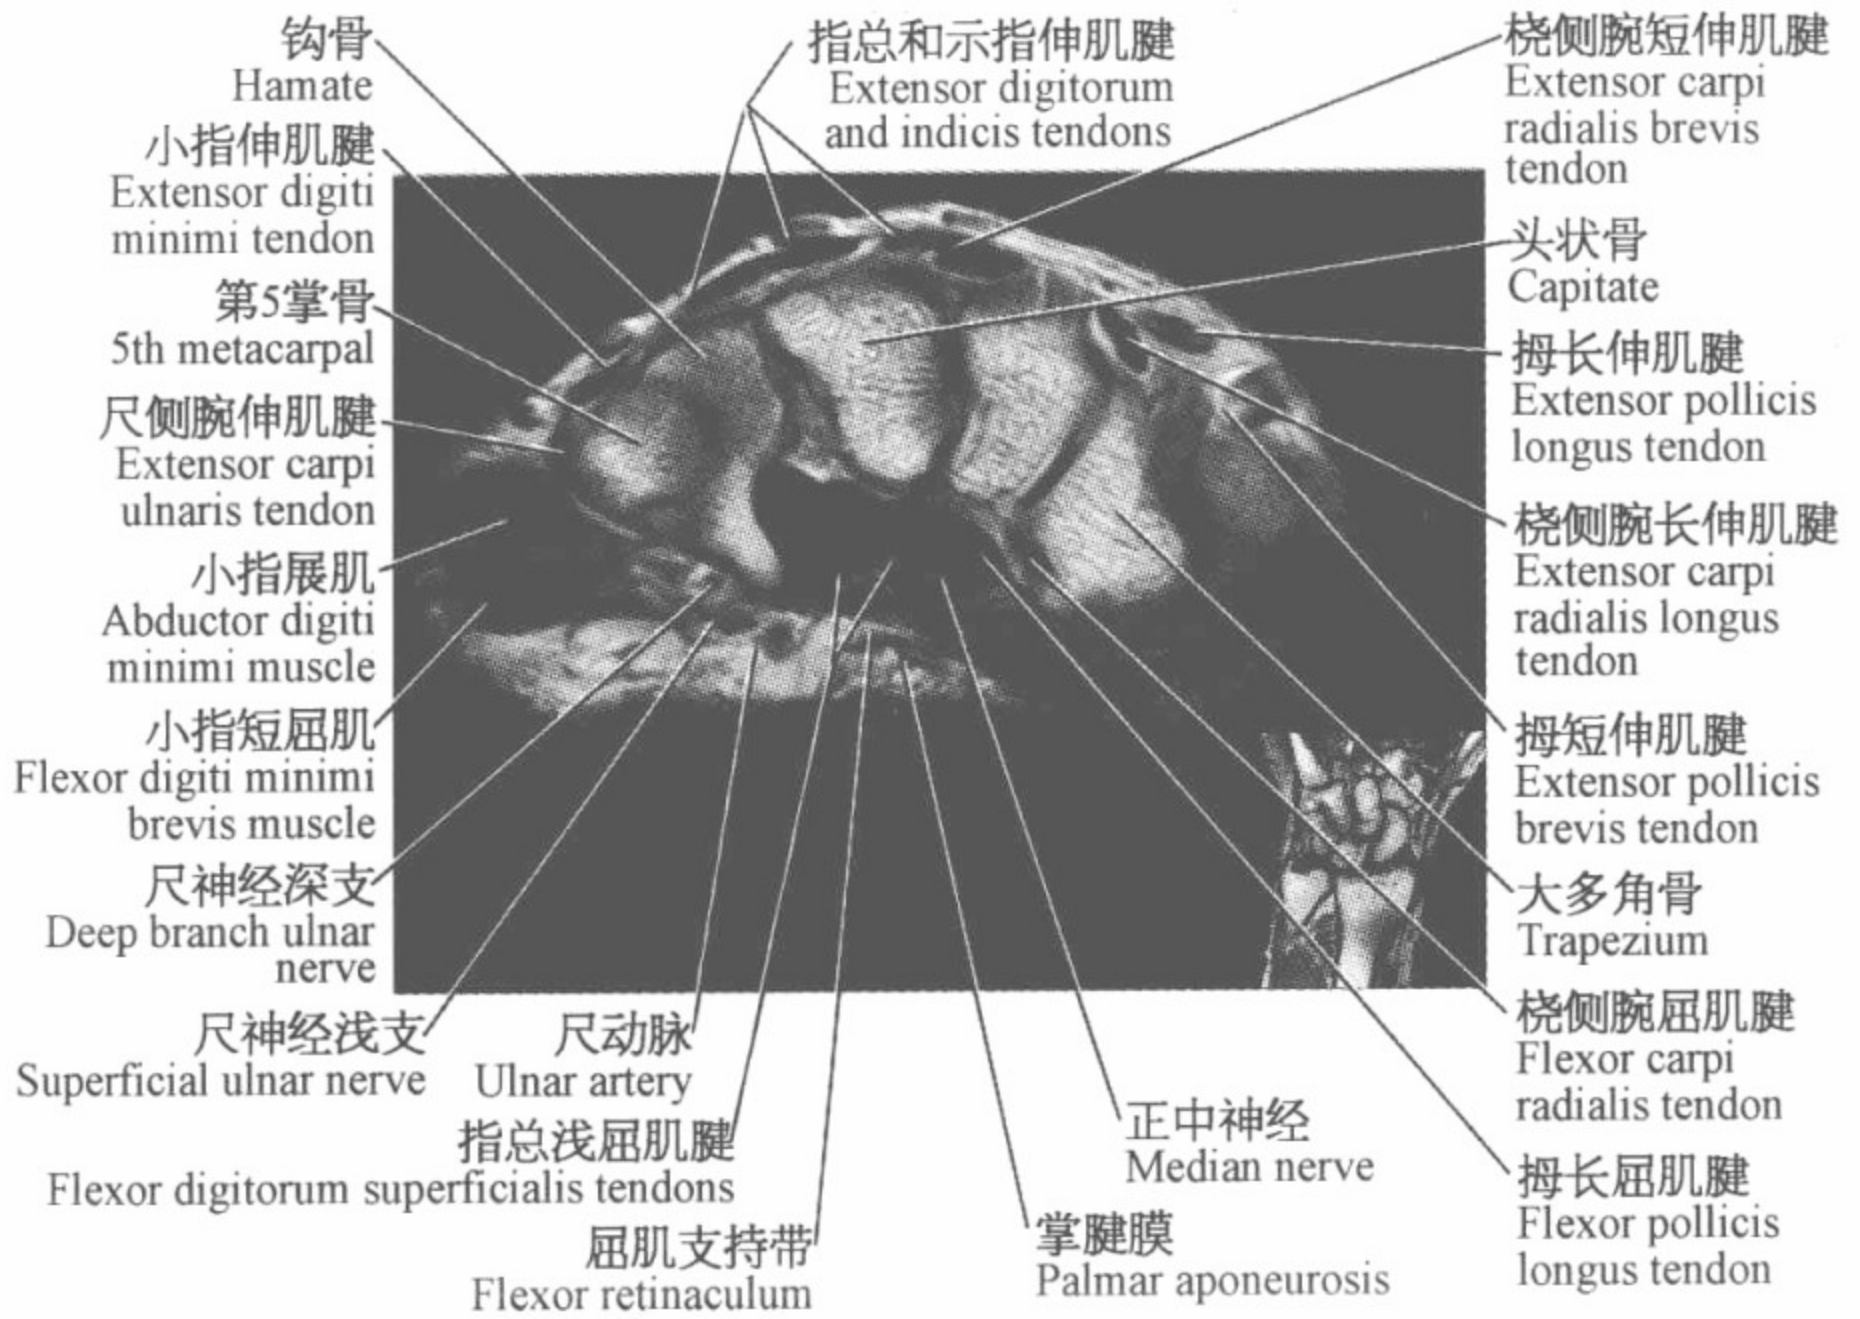 钩骨
Hamate
小指伸肌腱
Extensor digiti
minimi tendon
第5掌骨
5th metacarpal
尺侧腕伸肌腱
Extensor carpi
ulnaris tendon
小指展肌
Abductor digiti
minimi muscle
小指短屈肌
Flexor digiti minimi
brevis muscle
尺神经深支
Deep branch ulnar
nerve
尺神经浅支
Superficial ulnar nerve
尺动脉
Ulnar artery
指总浅屈肌腱
Flexor digitorum superficialis tendons
屈肌支持带
Flexor retinaculum
指总和示指伸肌腱
Extensor digitorum
and indicis tendons
桡侧腕短伸肌腱
Extensor carpi
radialis brevis
tendon
头状骨
Capitate
拇长伸肌腱
Extensor pollicis
longus tendon
桡侧腕长伸肌腱
Extensor carpi
radialis longus
tendon
拇短伸肌腱
Extensor pollicis
brevis tendon
大多角骨
Trapezium
桡侧腕屈肌腱
Flexor carpi
radialis tendon
拇长屈肌腱
Flexor pollicis
longus tendon
正中神经
Median nerve
掌腱膜
Palmar aponeurosis